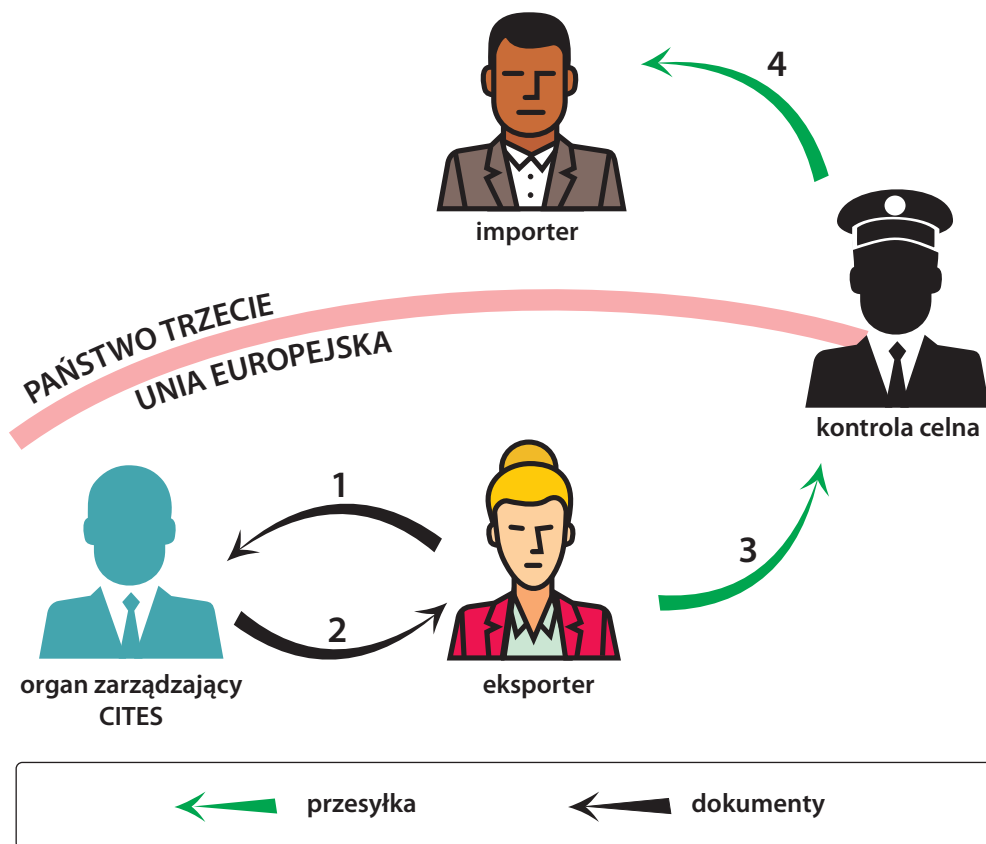 4
importer
PAŃSTWO TRZECIE
UNIA EUROPEJSKA
kontrola celna
1
3
2
organ zarządzający
CITES
eksporter
przesyłka
dokumenty